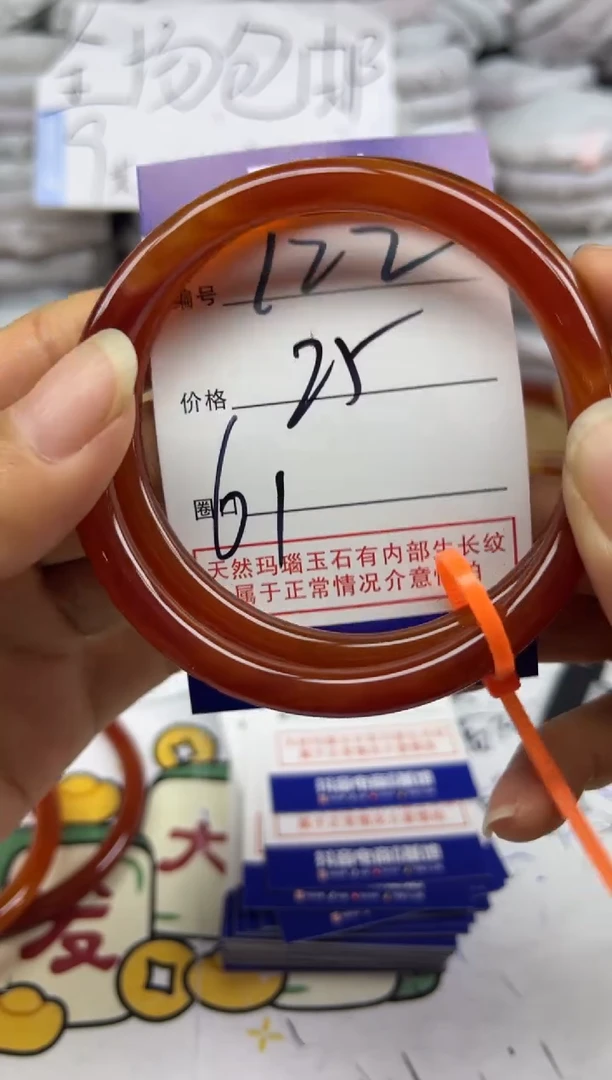 全场包邮
编号 122
价格 25
圈口 61
天然玛瑙玉石有内部生长纹
属于正常情况介意慎拍
大
发